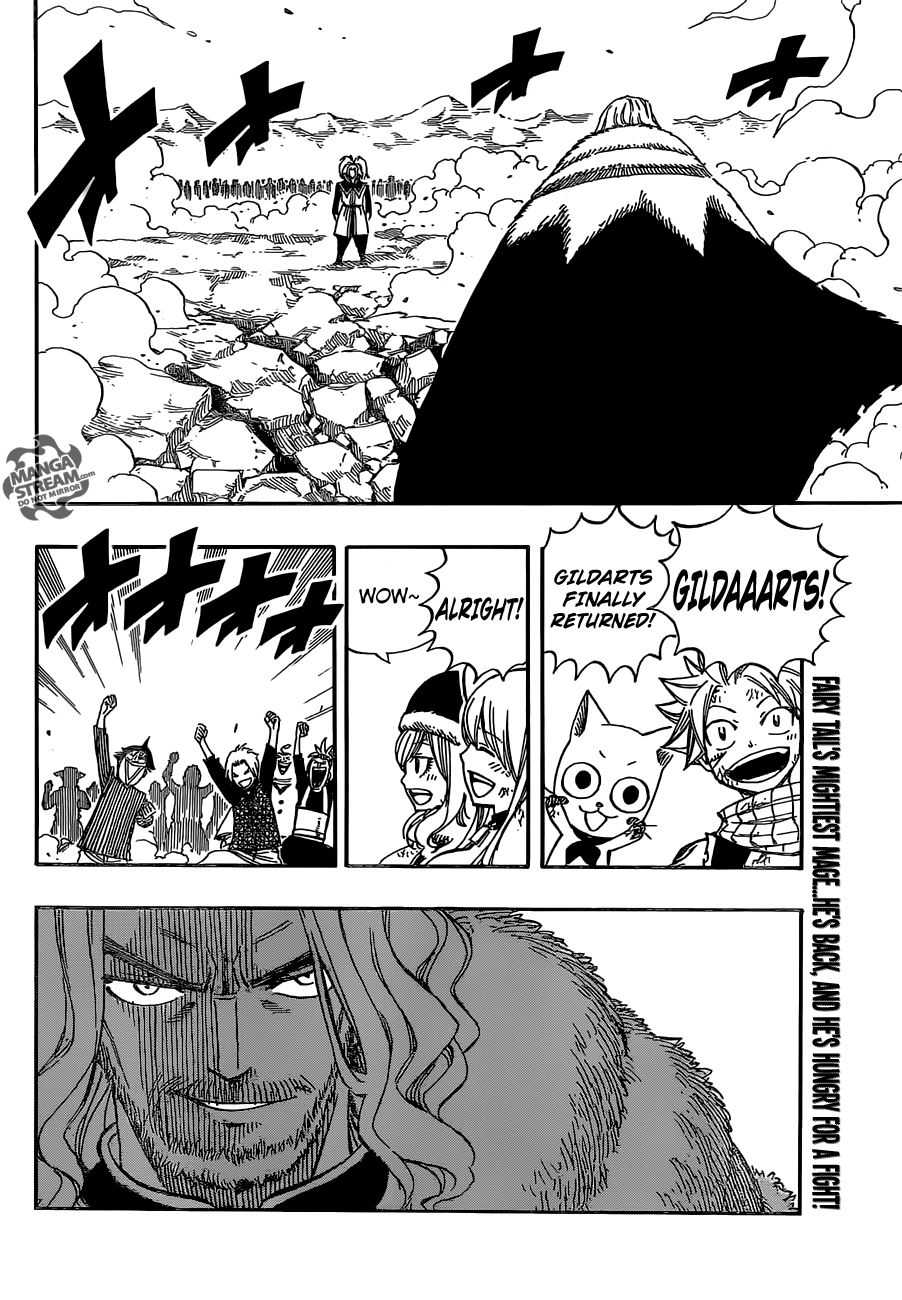 MANGA
STREAM.com
DO NOT MIRROR
GILDAAAARTS!
GILDARTS
FINALLY
RETURNED!
ALRIGHT!
WOW~
FAIRY TAIL'S MIGHTIEST MAGE...HE'S BACK, AND HE'S HUNGRY FOR A FIGHT!